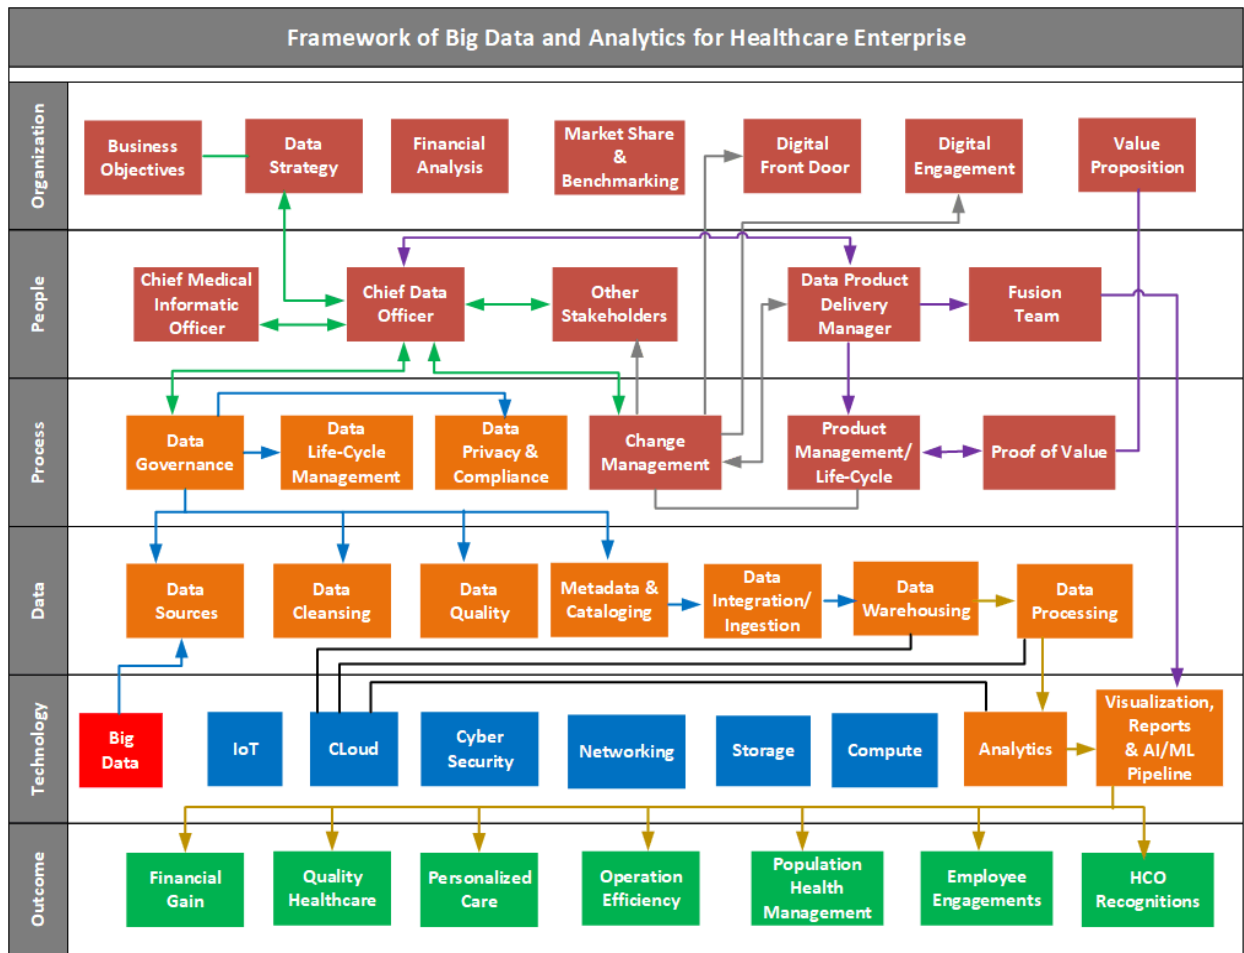 Framework of Big Data and Analytics for Healthcare Enterprise
Organization
Business
Objectives
Data
Strategy
Financial
Analysis
Market Share
&
Benchmarking
Digital
Front Door
Digital
Engagement
Value
Proposition
People
Chief Medical
Informatic
Officer
Chief Data
Officer
Other
Stakeholders
Data Product
Delivery
Manager
Fusion
Team
Process
Data
Governance
Data
Life-Cycle
Management
Data
Privacy &
Compliance
Change
Management
Product
Management/
Life-Cycle
Proof of Value
Data
Data
Sources
Data
Cleansing
Data
Quality
Metadata &
Cataloging
Data
Integration/
Ingestion
Data
Warehousing
Data
Processing
Technology
Big
Data
IoT
CLoud
Cyber
Security
Networking
Storage
Compute
Analytics
Visualization,
Reports
& AI/ML
Pipeline
Outcome
Financial
Gain
Quality
Healthcare
Personalized
Care
Operation
Efficiency
Population
Health
Management
Employee
Engagements
HCO
Recognitions